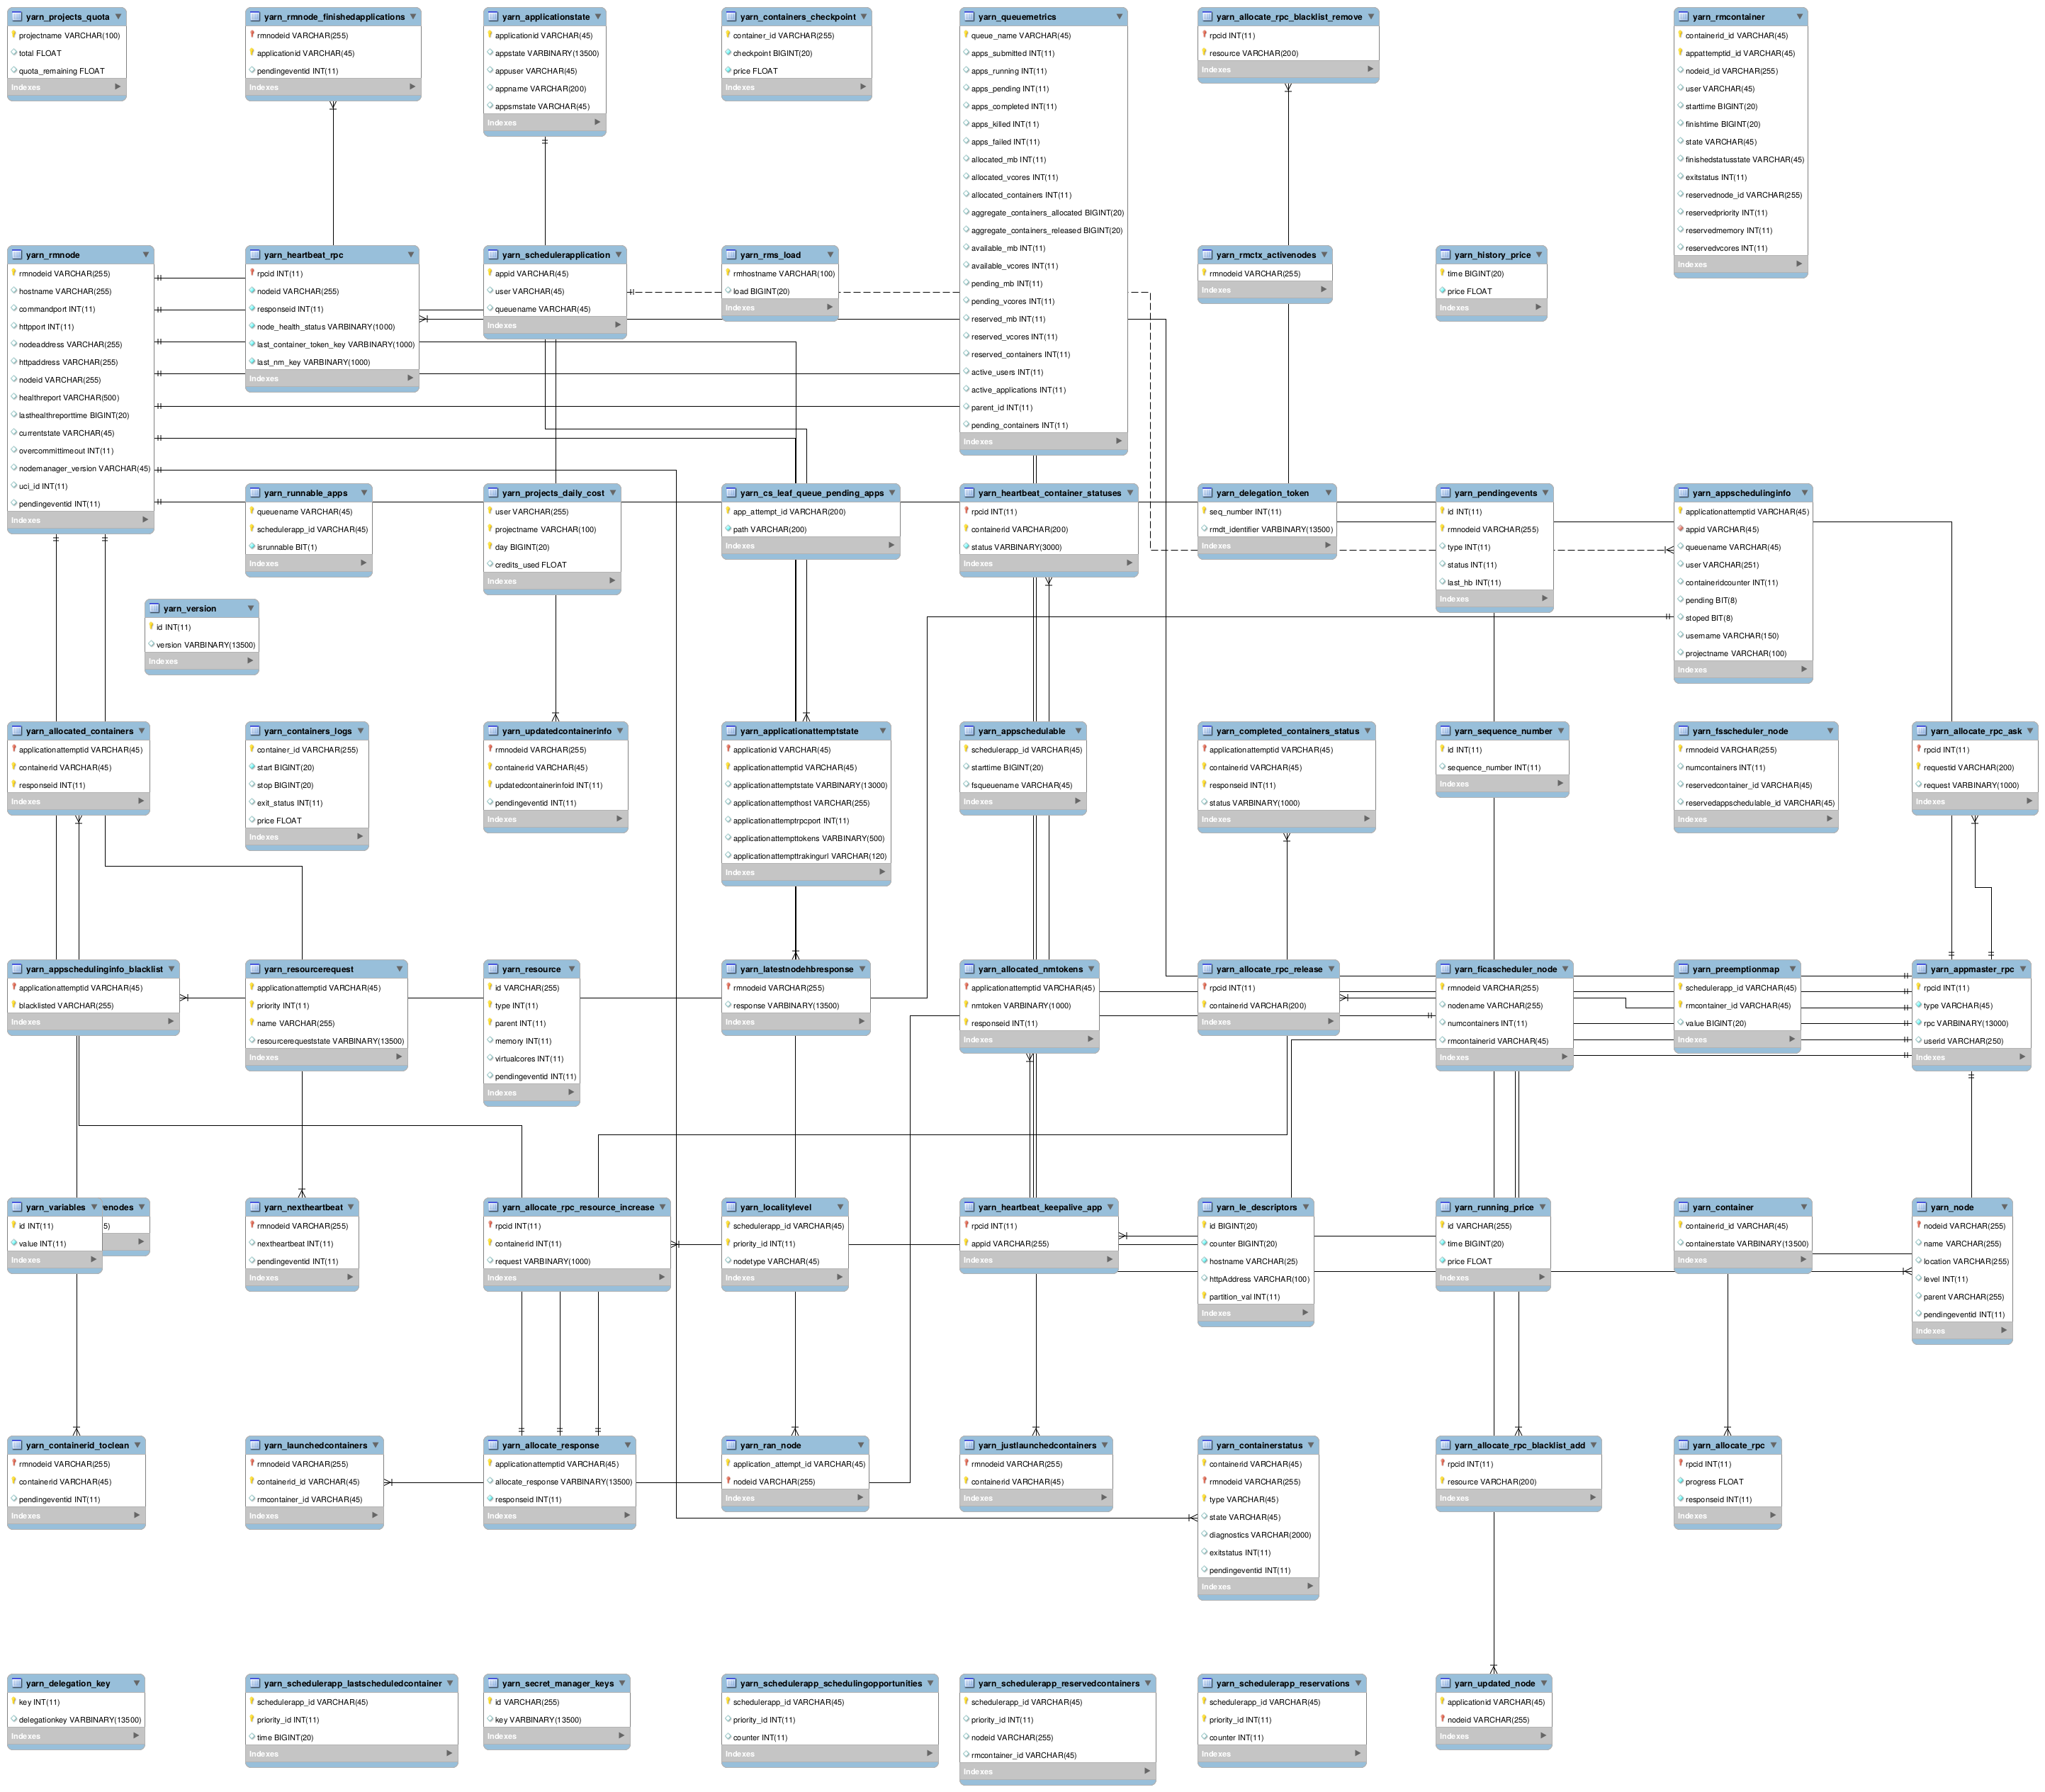 yarn_projects_quota
projectname VARCHAR(100)
total FLOAT
quota_remaining FLOAT
Indexes
yarn_rmnode_finishedapplications
rmnodeid VARCHAR(255)
applicationid VARCHAR(45)
pendingeventid INT(11)
Indexes
yarn_applicationstate
applicationid VARCHAR(45)
appstate VARBINARY(13500)
appuser VARCHAR(45)
appname VARCHAR(200)
appsmstate VARCHAR(45)
Indexes
yarn_containers_checkpoint
container_id VARCHAR(255)
checkpoint BIGINT(20)
price FLOAT
Indexes
yarn_queuemetrics
queue_name VARCHAR(45)
apps_submitted INT(11)
apps_running INT(11)
apps_pending INT(11)
apps_completed INT(11)
apps_killed INT(11)
apps_failed INT(11)
allocated_mb INT(11)
allocated_vcores INT(11)
allocated_containers INT(11)
aggregate_containers_allocated BIGINT(20)
aggregate_containers_released BIGINT(20)
available_mb INT(11)
available_vcores INT(11)
pending_mb INT(11)
pending_vcores INT(11)
reserved_mb INT(11)
reserved_vcores INT(11)
reserved_containers INT(11)
active_users INT(11)
active_applications INT(11)
parent_id INT(11)
pending_containers INT(11)
Indexes
yarn_allocate_rpc_blacklist_remove
rpcid INT(11)
resource VARCHAR(200)
Indexes
yarn_rmcontainer
containerid_id VARCHAR(45)
appattemptid_id VARCHAR(45)
nodeid_id VARCHAR(255)
user VARCHAR(45)
starttime BIGINT(20)
finishtime BIGINT(20)
state VARCHAR(45)
finishedstatusstate VARCHAR(45)
exitstatus INT(11)
reservednode_id VARCHAR(255)
reservedpriority INT(11)
reservedmemory INT(11)
reservedvcores INT(11)
Indexes
yarn_rmnode
rmnodeid VARCHAR(255)
hostname VARCHAR(255)
commandport INT(11)
httpport INT(11)
nodeaddress VARCHAR(255)
httpaddress VARCHAR(255)
nodeid VARCHAR(255)
healthreport VARCHAR(500)
lasthealthreporttime BIGINT(20)
currentstate VARCHAR(45)
overcommittimeout INT(11)
nodemanager_version VARCHAR(45)
uci_id INT(11)
pendingeventid INT(11)
Indexes
yarn_heartbeat_rpc
rpcid INT(11)
nodeid VARCHAR(255)
responseid INT(11)
node_health_status VARBINARY(1000)
last_container_token_key VARBINARY(1000)
last_nm_key VARBINARY(1000)
Indexes
yarn_schedulerapplication
appid VARCHAR(45)
user VARCHAR(45)
queuename VARCHAR(45)
Indexes
yarn_rms_load
rmhostname VARCHAR(100)
load BIGINT(20)
Indexes
yarn_rmctx_activenodes
rmnodeid VARCHAR(255)
Indexes
yarn_history_price
time BIGINT(20)
price FLOAT
Indexes
yarn_runnable_apps
queuename VARCHAR(45)
schedulerapp_id VARCHAR(45)
isrunnable BIT(1)
Indexes
yarn_projects_daily_cost
user VARCHAR(255)
projectname VARCHAR(100)
day BIGINT(20)
credits_used FLOAT
Indexes
yarn_cs_leaf_queue_pending_apps
app_attempt_id VARCHAR(200)
path VARCHAR(200)
Indexes
yarn_heartbeat_container_statuses
rpcid INT(11)
containerid VARCHAR(200)
status VARBINARY(3000)
Indexes
yarn_delegation_token
seq_number INT(11)
rmdt_identifier VARBINARY(13500)
Indexes
yarn_pendingevents
id INT(11)
rmnodeid VARCHAR(255)
type INT(11)
status INT(11)
last_hb INT(11)
Indexes
yarn_appschedulinginfo
applicationattemptid VARCHAR(45)
appid VARCHAR(45)
queuename VARCHAR(45)
user VARCHAR(251)
containeridcounter INT(11)
pending BIT(8)
stoped BIT(8)
username VARCHAR(150)
projectname VARCHAR(100)
Indexes
yarn_version
id INT(11)
version VARBINARY(13500)
Indexes
yarn_allocated_containers
applicationattemptid VARCHAR(45)
containerid VARCHAR(45)
responseid INT(11)
Indexes
yarn_containers_logs
container_id VARCHAR(255)
start BIGINT(20)
stop BIGINT(20)
exit_status INT(11)
price FLOAT
Indexes
yarn_updatedcontainerinfo
rmnodeid VARCHAR(255)
containerid VARCHAR(45)
updatedcontainerinfoid INT(11)
pendingeventid INT(11)
Indexes
yarn_applicationattemptstate
applicationid VARCHAR(45)
applicationattemptid VARCHAR(45)
applicationattemptstate VARBINARY(13000)
applicationattempthost VARCHAR(255)
applicationattemptrpcport INT(11)
applicationattempttokens VARBINARY(500)
applicationattempttrakingurl VARCHAR(120)
Indexes
yarn_appschedulable
schedulerapp_id VARCHAR(45)
starttime BIGINT(20)
fsqueuename VARCHAR(45)
Indexes
yarn_completed_containers_status
applicationattemptid VARCHAR(45)
containerid VARCHAR(45)
responseid INT(11)
status VARBINARY(1000)
Indexes
yarn_sequence_number
id INT(11)
sequence_number INT(11)
Indexes
yarn_fsscheduler_node
rmnodeid VARCHAR(255)
numcontainers INT(11)
reservedcontainer_id VARCHAR(45)
reservedappschedulable_id VARCHAR(45)
Indexes
yarn_allocate_rpc_ask
rpcid INT(11)
requestid VARCHAR(200)
request VARBINARY(1000)
Indexes
yarn_appschedulinginfo_blacklist
applicationattemptid VARCHAR(45)
blacklisted VARCHAR(255)
Indexes
yarn_resourcerequest
applicationattemptid VARCHAR(45)
priority INT(11)
name VARCHAR(255)
resourcerequeststate VARBINARY(13500)
Indexes
yarn_resource
id VARCHAR(255)
type INT(11)
parent INT(11)
memory INT(11)
virtualcores INT(11)
pendingeventid INT(11)
Indexes
yarn_latestnodehbresponse
rmnodeid VARCHAR(255)
response VARBINARY(13500)
Indexes
yarn_allocated_nmtokens
applicationattemptid VARCHAR(45)
nmtoken VARBINARY(1000)
responseid INT(11)
Indexes
yarn_allocate_rpc_release
rpcid INT(11)
containerid VARCHAR(200)
Indexes
yarn_ficascheduler_node
rmnodeid VARCHAR(255)
nodename VARCHAR(255)
numcontainers INT(11)
rmcontainerid VARCHAR(45)
Indexes
yarn_preemptionmap
schedulerapp_id VARCHAR(45)
rmcontainer_id VARCHAR(45)
value BIGINT(20)
Indexes
yarn_appmaster_rpc
rpcid INT(11)
type VARCHAR(45)
rpc VARBINARY(13000)
userid VARCHAR(250)
Indexes
yarn_variables
id INT(11)
value INT(11)
Indexes
enodes
5)
yarn_nextheartbeat
rmnodeid VARCHAR(255)
nextheartbeat INT(11)
pendingeventid INT(11)
Indexes
yarn_allocate_rpc_resource_increase
rpcid INT(11)
containerid INT(11)
request VARBINARY(1000)
Indexes
yarn_localitylevel
schedulerapp_id VARCHAR(45)
priority_id INT(11)
nodetype VARCHAR(45)
Indexes
yarn_heartbeat_keepalive_app
rpcid INT(11)
appid VARCHAR(255)
Indexes
yarn_le_descriptors
id BIGINT(20)
counter BIGINT(20)
hostname VARCHAR(25)
httpAddress VARCHAR(100)
partition_val INT(11)
Indexes
yarn_running_price
id VARCHAR(255)
time BIGINT(20)
price FLOAT
Indexes
yarn_container
containerid_id VARCHAR(45)
containerstate VARBINARY(13500)
Indexes
yarn_node
nodeid VARCHAR(255)
name VARCHAR(255)
location VARCHAR(255)
level INT(11)
parent VARCHAR(255)
pendingeventid INT(11)
Indexes
yarn_containerid_toclean
rmnodeid VARCHAR(255)
containerid VARCHAR(45)
pendingeventid INT(11)
Indexes
yarn_launchedcontainers
rmnodeid VARCHAR(255)
containerid_id VARCHAR(45)
rmcontainer_id VARCHAR(45)
Indexes
yarn_allocate_response
applicationattemptid VARCHAR(45)
allocate_response VARBINARY(13500)
responseid INT(11)
Indexes
yarn_ran_node
application_attempt_id VARCHAR(45)
nodeid VARCHAR(255)
Indexes
yarn_justlaunchedcontainers
rmnodeid VARCHAR(255)
containerid VARCHAR(45)
Indexes
yarn_containerstatus
containerid VARCHAR(45)
rmnodeid VARCHAR(255)
type VARCHAR(45)
state VARCHAR(45)
diagnostics VARCHAR(2000)
exitstatus INT(11)
pendingeventid INT(11)
Indexes
yarn_allocate_rpc_blacklist_add
rpcid INT(11)
resource VARCHAR(200)
Indexes
yarn_allocate_rpc
rpcid INT(11)
progress FLOAT
responseid INT(11)
Indexes
yarn_delegation_key
key INT(11)
delegationkey VARBINARY(13500)
Indexes
yarn_schedulerapp_lastscheduledcontainer
schedulerapp_id VARCHAR(45)
priority_id INT(11)
time BIGINT(20)
Indexes
yarn_secret_manager_keys
id VARCHAR(255)
key VARBINARY(13500)
Indexes
yarn_schedulerapp_schedulingopportunities
schedulerapp_id VARCHAR(45)
priority_id INT(11)
counter INT(11)
Indexes
yarn_schedulerapp_reservedcontainers
schedulerapp_id VARCHAR(45)
priority_id INT(11)
nodeid VARCHAR(255)
rmcontainer_id VARCHAR(45)
Indexes
yarn_schedulerapp_reservations
schedulerapp_id VARCHAR(45)
priority_id INT(11)
counter INT(11)
Indexes
yarn_updated_node
applicationid VARCHAR(45)
nodeid VARCHAR(255)
Indexes